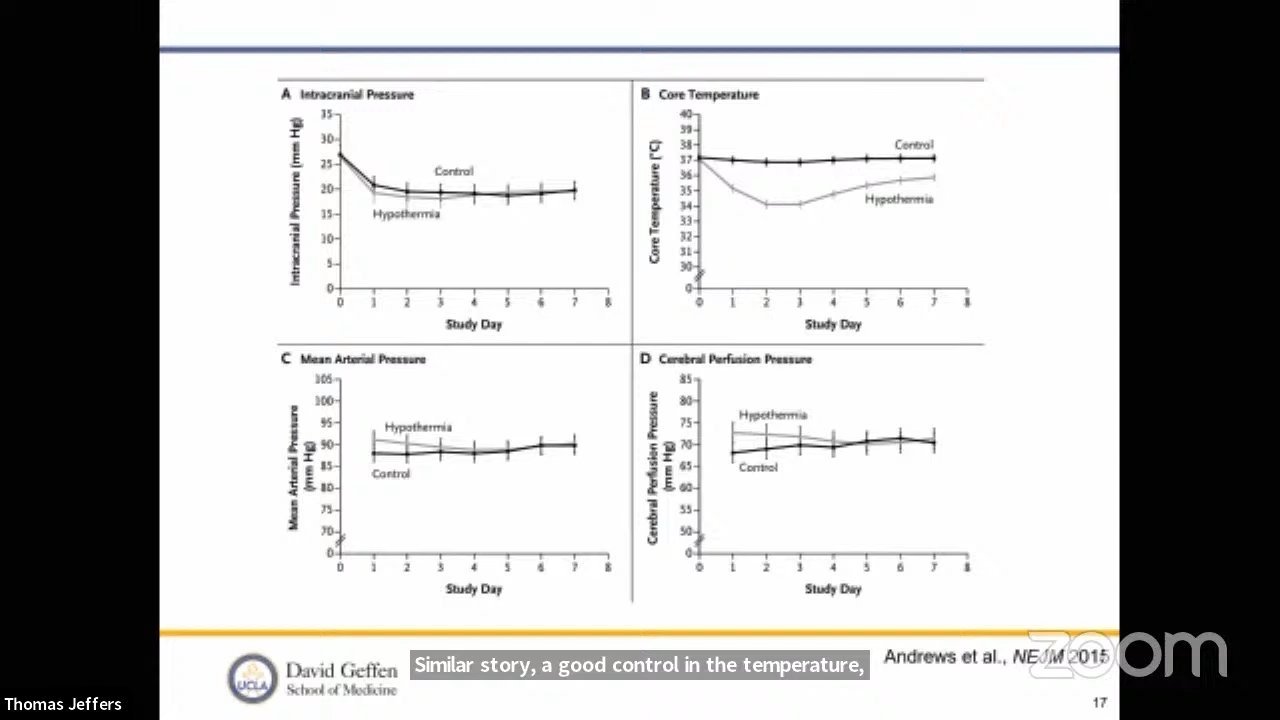 A Intracranial Pressure
Intracranial Pressure (mm Hg)
35
30
25
20
15
10
5
0
Control
Hypothermia
0 1 2 3 4 5 6 7 8
Study Day
B Core Temperature
Core Temperature (°C)
40
39
38
37
36
35
34
33
32
31
30
0
Control
Hypothermia
0 1 2 3 4 5 6 7 8
Study Day
C Mean Arterial Pressure
Mean Arterial Pressure
(mm Hg)
105
100
95
90
85
80
75
70
0
Hypothermia
Control
0 1 2 3 4 5 6 7 8
Study Day
D Cerebral Perfusion Pressure
Cerebral Perfusion Pressure
(mm Hg)
85
80
75
70
65
60
55
50
0
Hypothermia
Control
0 1 2 3 4 5 6 7 8
Study Day
UCLA
David Geffen
School of Medicine
Similar story, a good control in the temperature,
Andrews et al., NEJM 2015
zoom
Thomas Jeffers
17